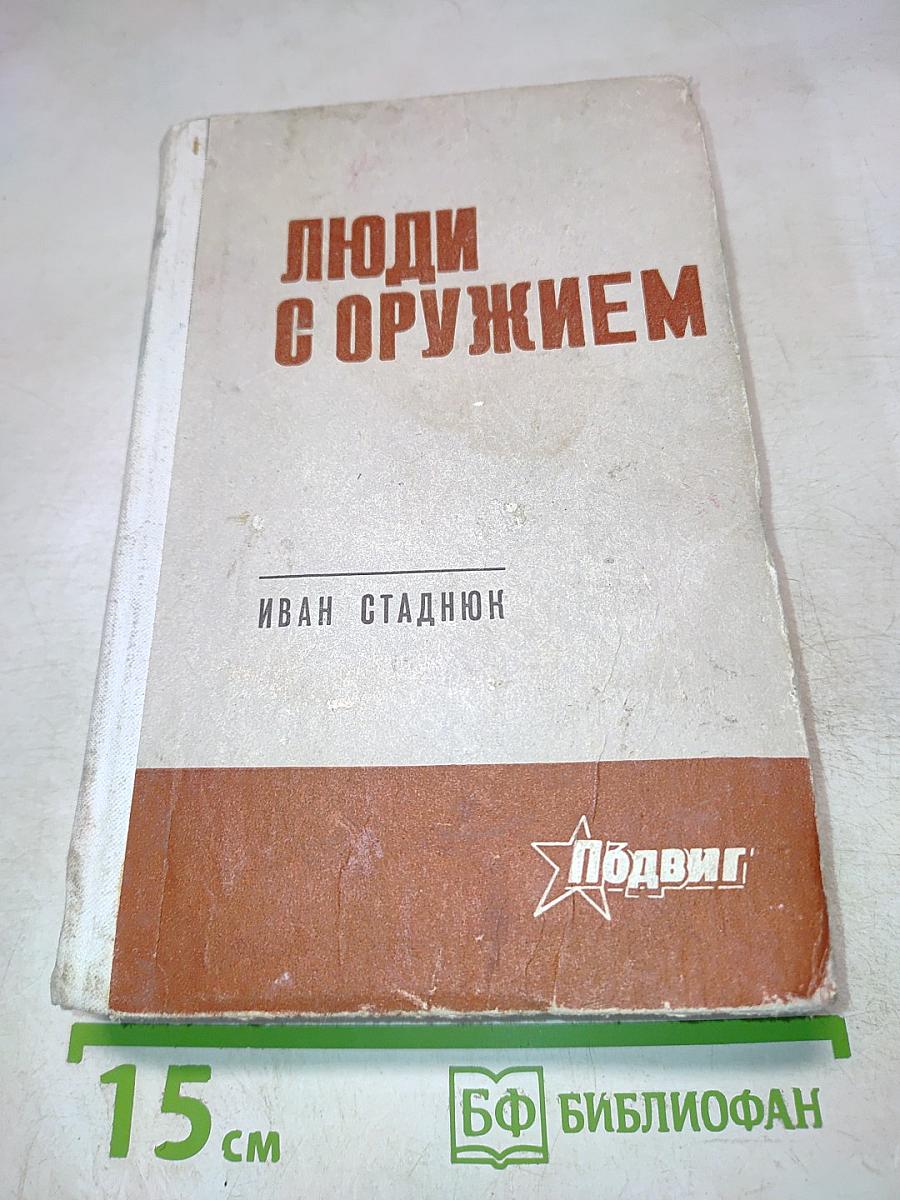 ЛЮДИ
С ОРУЖИЕМ
ИВАН СТАДНЮК
Подвиг
15 см
БФ БИБЛИОФАН